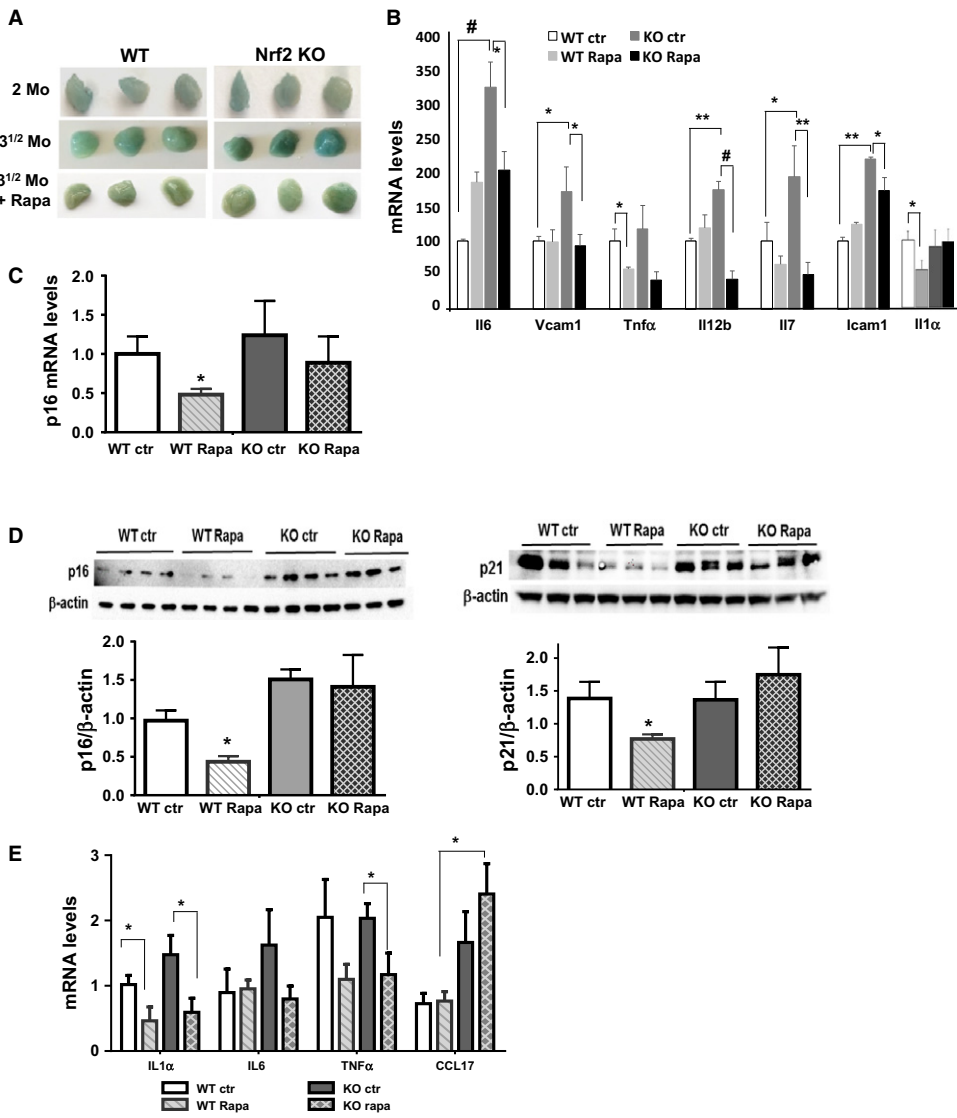 A
WT
Nrf2 KO
2 Mo
3 1/2 Mo
3 1/2 Mo
+ Rapa
B
WT ctr
KO ctr
WT Rapa
KO Rapa
mRNA levels
400
350
300
250
200
150
100
50
0
#
*
*
*
*
**
#
*
**
**
*
*
Il6
Vcam1
Tnfα
Il12b
Il7
Icam1
Il1α
C
p16 mRNA levels
2.0
1.5
1.0
0.5
0.0
*
WT ctr
WT Rapa
KO ctr
KO Rapa
D
WT ctr
WT Rapa
KO ctr
KO Rapa
p16
β-actin
p16/β-actin
2.0
1.5
1.0
0.5
0.0
*
WT ctr
WT Rapa
KO ctr
KO Rapa
WT ctr
WT Rapa
KO ctr
KO Rapa
p21
β-actin
p21/β-actin
2.0
1.5
1.0
0.5
0.0
*
WT ctr
WT Rapa
KO ctr
KO Rapa
E
mRNA levels
3
2
1
0
*
*
*
*
IL1α
IL6
TNFα
CCL17
WT ctr
KO ctr
WT Rapa
KO rapa